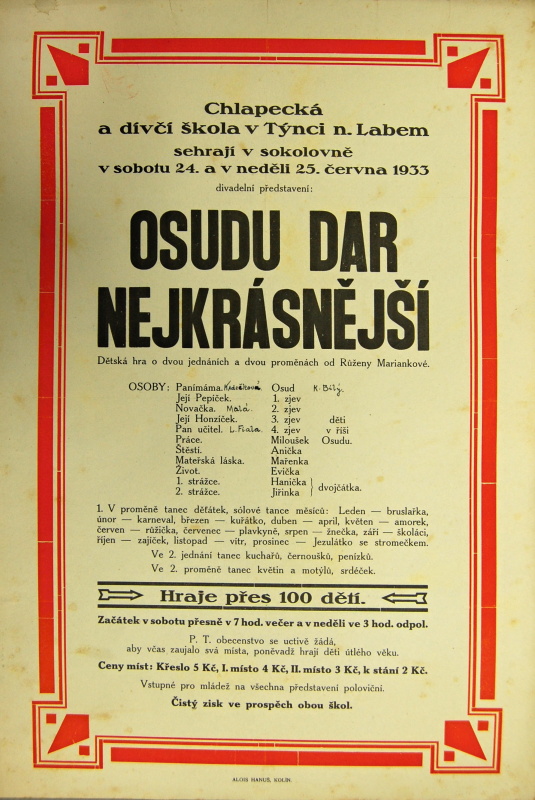 Chlapecká
a dívčí škola v Týnci n. Labem
sehrají v sokolovně
v sobotu 24. a v neděli 25. června 1933
divadelní představení:
OSUDU DAR
NEJKRÁSNĚJŠÍ
Dětská hra o dvou jednáních a dvou proměnách od Růženy Mariankové.
OSOBY: Panímáma. Osud K. Bílý.
Její Pepíček. 1. zjev
Novačka. Malá. 2. zjev
Její Honzíček. 3. zjev děti
Pan učitel. L. Fiala. 4. zjev v říši
Práce. Miloušek Osudu.
Štěstí. Anička
Mateřská láska. Mařenka
Život. Evička
1. strážce. Hanička
2. strážce. Jiřinka dvojčátka.
1. V proměně tanec děťátek, sólové tance měsíců: Leden — bruslařka,
únor — karneval, březen — kuřátko, duben — april, květen — amorek,
červen — růžička, červenec — plavkyně, srpen — žnečka, září — školáci,
říjen — zajíček, listopad — vítr, prosinec — Jezulátko se stromečkem.
Ve 2. jednání tanec kuchařů, černoušků, penízků.
Ve 2. proměně tanec květin a motýlů, srdéček.
Hraje přes 100 dětí.
Začátek v sobotu přesně v 7 hod. večer a v neděli ve 3 hod. odpol.
P. T. obecenstvo se uctivě žádá,
aby včas zaujalo svá místa, poněvadž hrají děti útlého věku.
Ceny míst: Křeslo 5 Kč, I. místo 4 Kč, II. místo 3 Kč, k stání 2 Kč.
Vstupné pro mládež na všechna představení poloviční.
Čistý zisk ve prospěch obou škol.
ALOIS HANUŠ, KOLÍN.